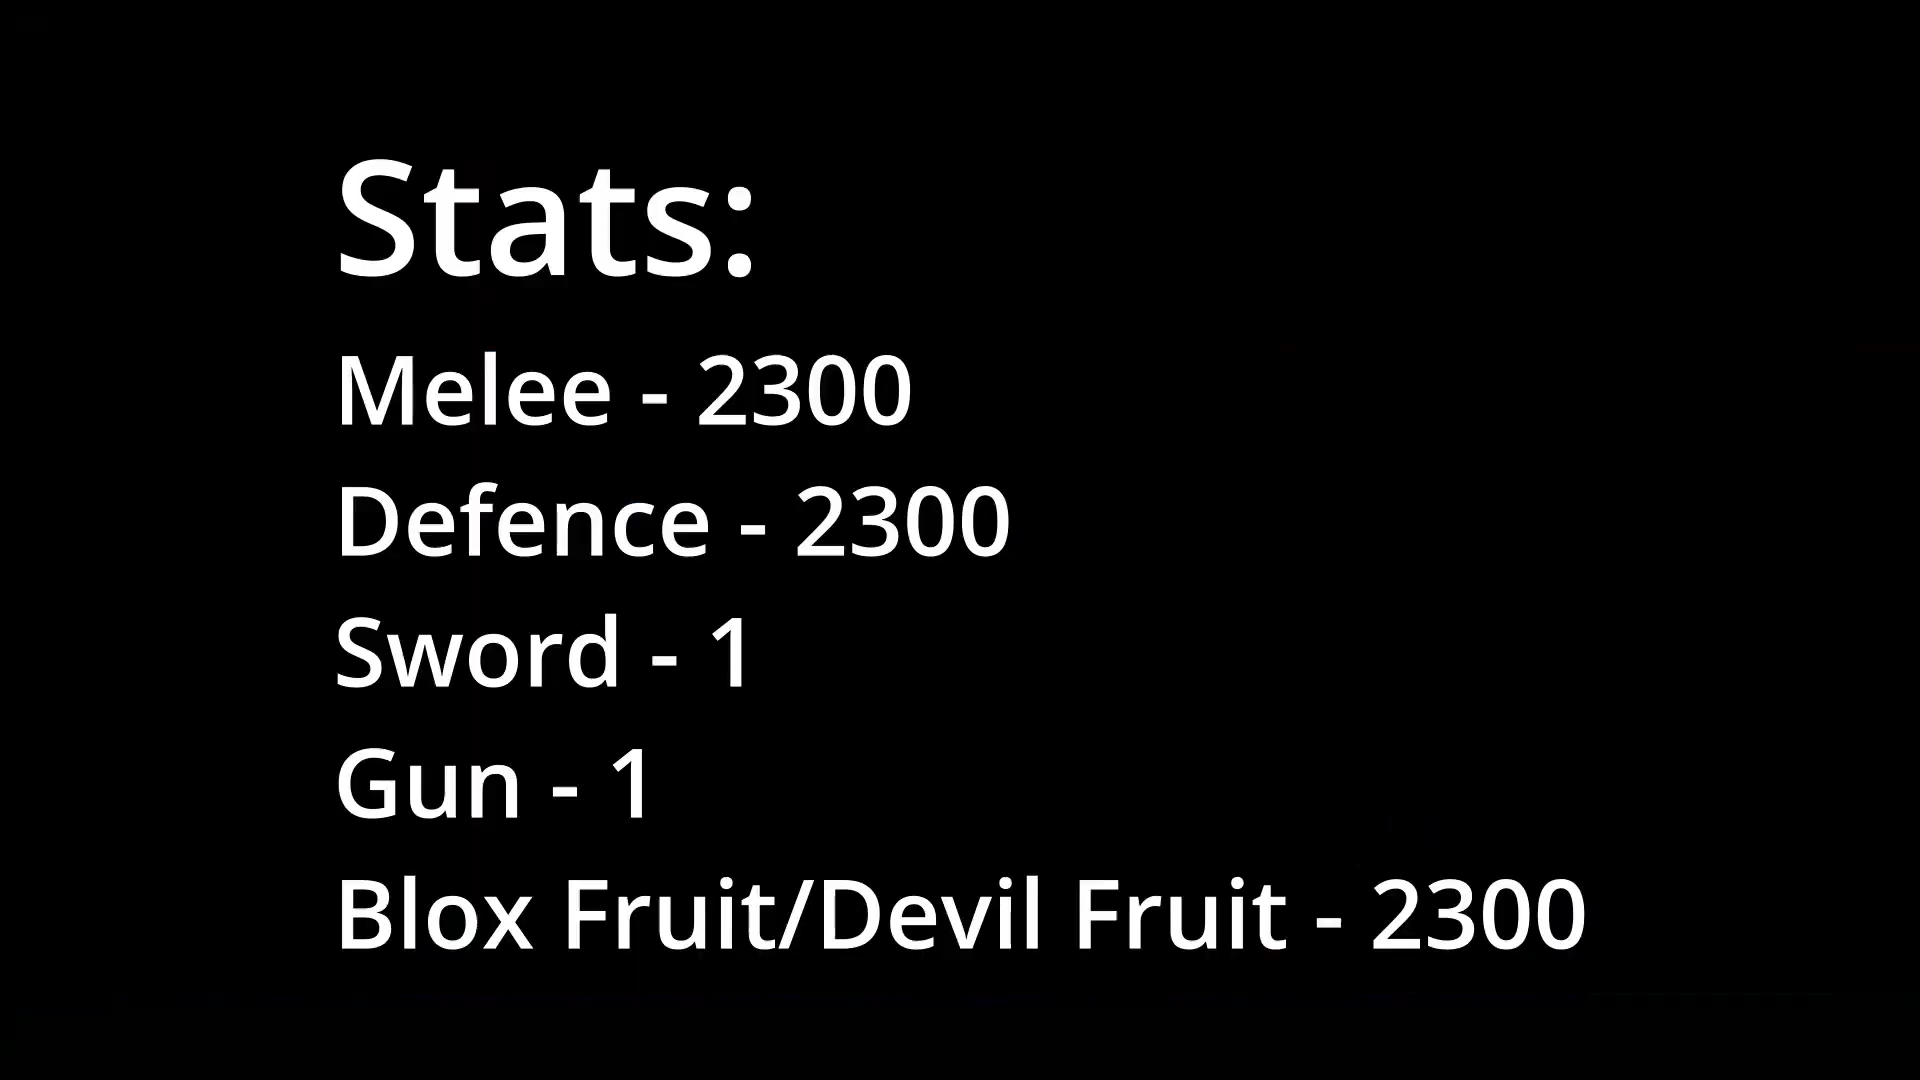 Stats:
Melee - 2300
Defence - 2300
Sword - 1
Gun - 1
Blox Fruit/Devil Fruit - 2300